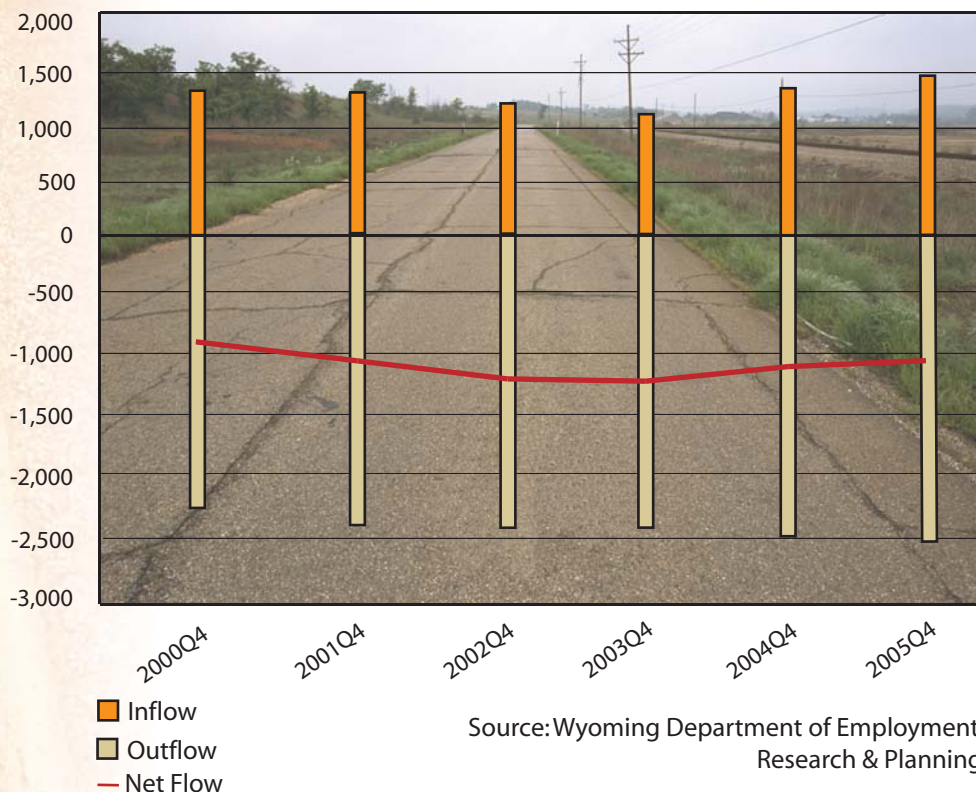 2,000
1,500
1,000
500
0
-500
-1,000
-1,500
-2,000
-2,500
-3,000
2000Q4 2001Q4 2002Q4 2003Q4 2004Q4 2005Q4
Inflow
Outflow
Net Flow
Source: Wyoming Department of Employment
Research & Planning